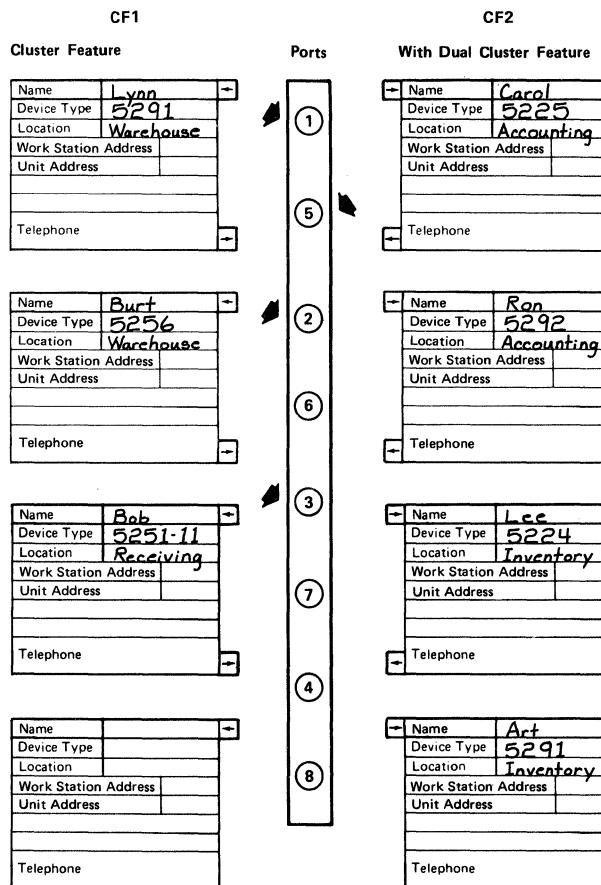 CF1
CF2
Cluster Feature
Ports
With Dual Cluster Feature
Name Lynn
Device Type 5291
Location Warehouse
Work Station Address
Unit Address
Telephone
1
5
Name Carol
Device Type 5225
Location Accounting
Work Station Address
Unit Address
Telephone
Name Burt
Device Type 5256
Location Warehouse
Work Station Address
Unit Address
Telephone
2
6
Name Ron
Device Type 5292
Location Accounting
Work Station Address
Unit Address
Telephone
Name Bob
Device Type 5251-11
Location Receiving
Work Station Address
Unit Address
Telephone
3
7
4
Name Lee
Device Type 5224
Location Inventory
Work Station Address
Unit Address
Telephone
Name
Device Type
Location
Work Station Address
Unit Address
Telephone
8
Name Art
Device Type 5291
Location Inventory
Work Station Address
Unit Address
Telephone